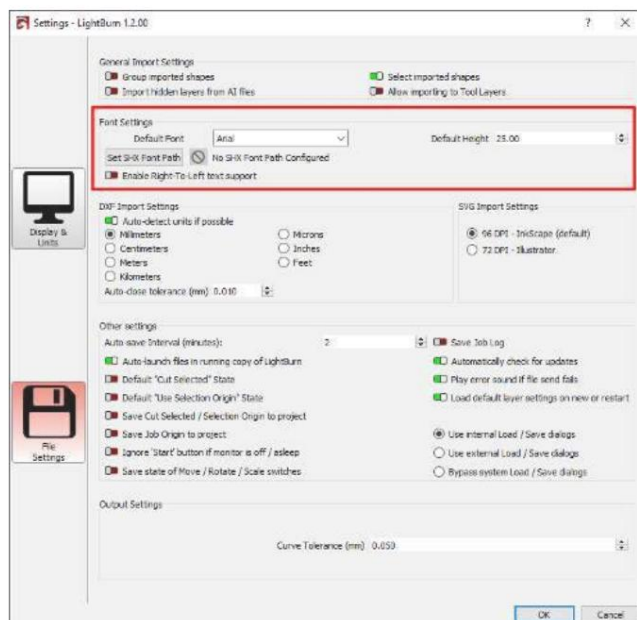 Settings - LightBurn 1.2.00
General Import Settings
Group imported shapes
Select imported shapes
Import hidden layers from AI files
Allow importing to Tool Layers
Font Settings
Default Font Arial
Default Height 25.00
Set SHX Font Path No SHX Font Path Configured
Enable Right-To-Left text support
Display & Units
DXF Import Settings
SVG Import Settings
Auto-detect units if possible
Milimeters
Microns
96 DPI - InkScape (default)
Centimeters
Inches
72 DPI - Illustrator
Meters
Feet
Kilometers
Auto-close tolerance (mm) 0.010
Other settings
Auto-save Interval (minutes): 2
Save Job Log
Auto-launch files in running copy of LightBurn
Automatically check for updates
Default "Cut Selected" State
Play error sound if file send fails
Default "Use Selection Origin" State
Load default layer settings on new or restart
Save Cut Selected / Selection Origin to project
Save Job Origin to project
Use internal Load / Save dialogs
File Settings
Ignore 'Start' button if monitor is off / asleep
Use external Load / Save dialogs
Save state of Move / Rotate / Scale switches
Bypass system Load / Save dialogs
Output Settings
Curve Tolerance (mm)
OK
Cancel